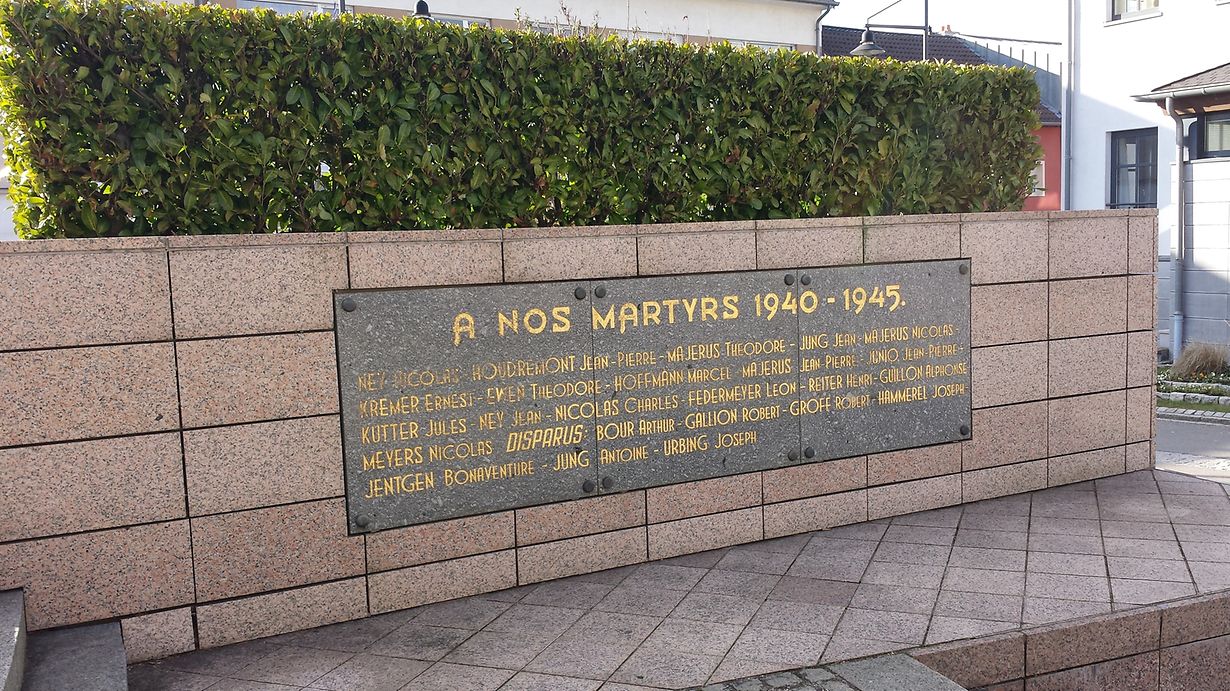 A NOS MARTYRS 1940 - 1945.
NEY NICOLAS - HOUDREMONT JEAN-PIERRE - MAJERUS THEODORE - JUNG JEAN - MAJERUS NICOLAS -
KREMER ERNEST - EWEN THEODORE - HOFFMANN MARCEL - MAJERUS JEAN-PIERRE - JUNIO JEAN-PIERRE -
KUTTER JULES - NEY JEAN - NICOLAS CHARLES - FEDERMEYER LEON - REITER HENRI - GUILLON ALPHONSE
MEYERS NICOLAS DISPARUS: BOUR ARTHUR - GALLION ROBERT - GROFF ROBERT - HAMMEREL JOSEPH
JENTGEN BONAVENTURE - JUNG ANTOINE - URBING JOSEPH